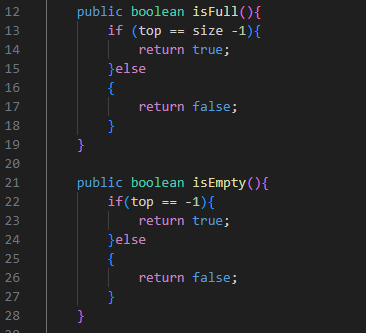 12 public boolean isFull(){
13 if (top == size -1){
14 return true;
15 }else
16 {
17 return false;
18 }
19 }
20
21 public boolean isEmpty(){
22 if(top == -1){
23 return true;
24 }else
25 {
26 return false;
27 }
28 }